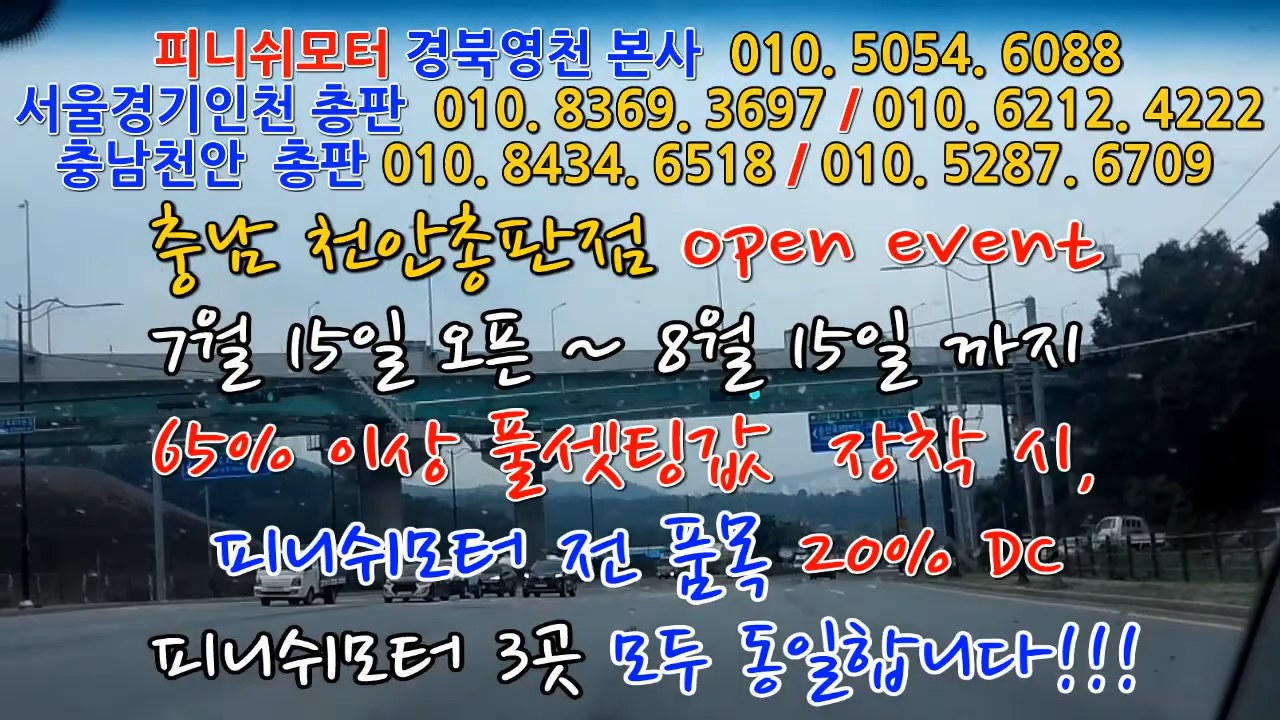 피니쉬모터 경북영천 본사 010. 5054. 6088
서울경기인천 총판 010. 8369. 3697 / 010. 6212. 4222
충남천안 총판 010. 8434. 6518 / 010. 5287. 6709
충남 천안총판점 open event
7월 15일 오픈 ~ 8월 15일 까지
65% 이상 풀셋팅값 장착 시,
피니쉬모터 전 품목 20% DC
피니쉬모터 3곳 모두 동일합니다!!!